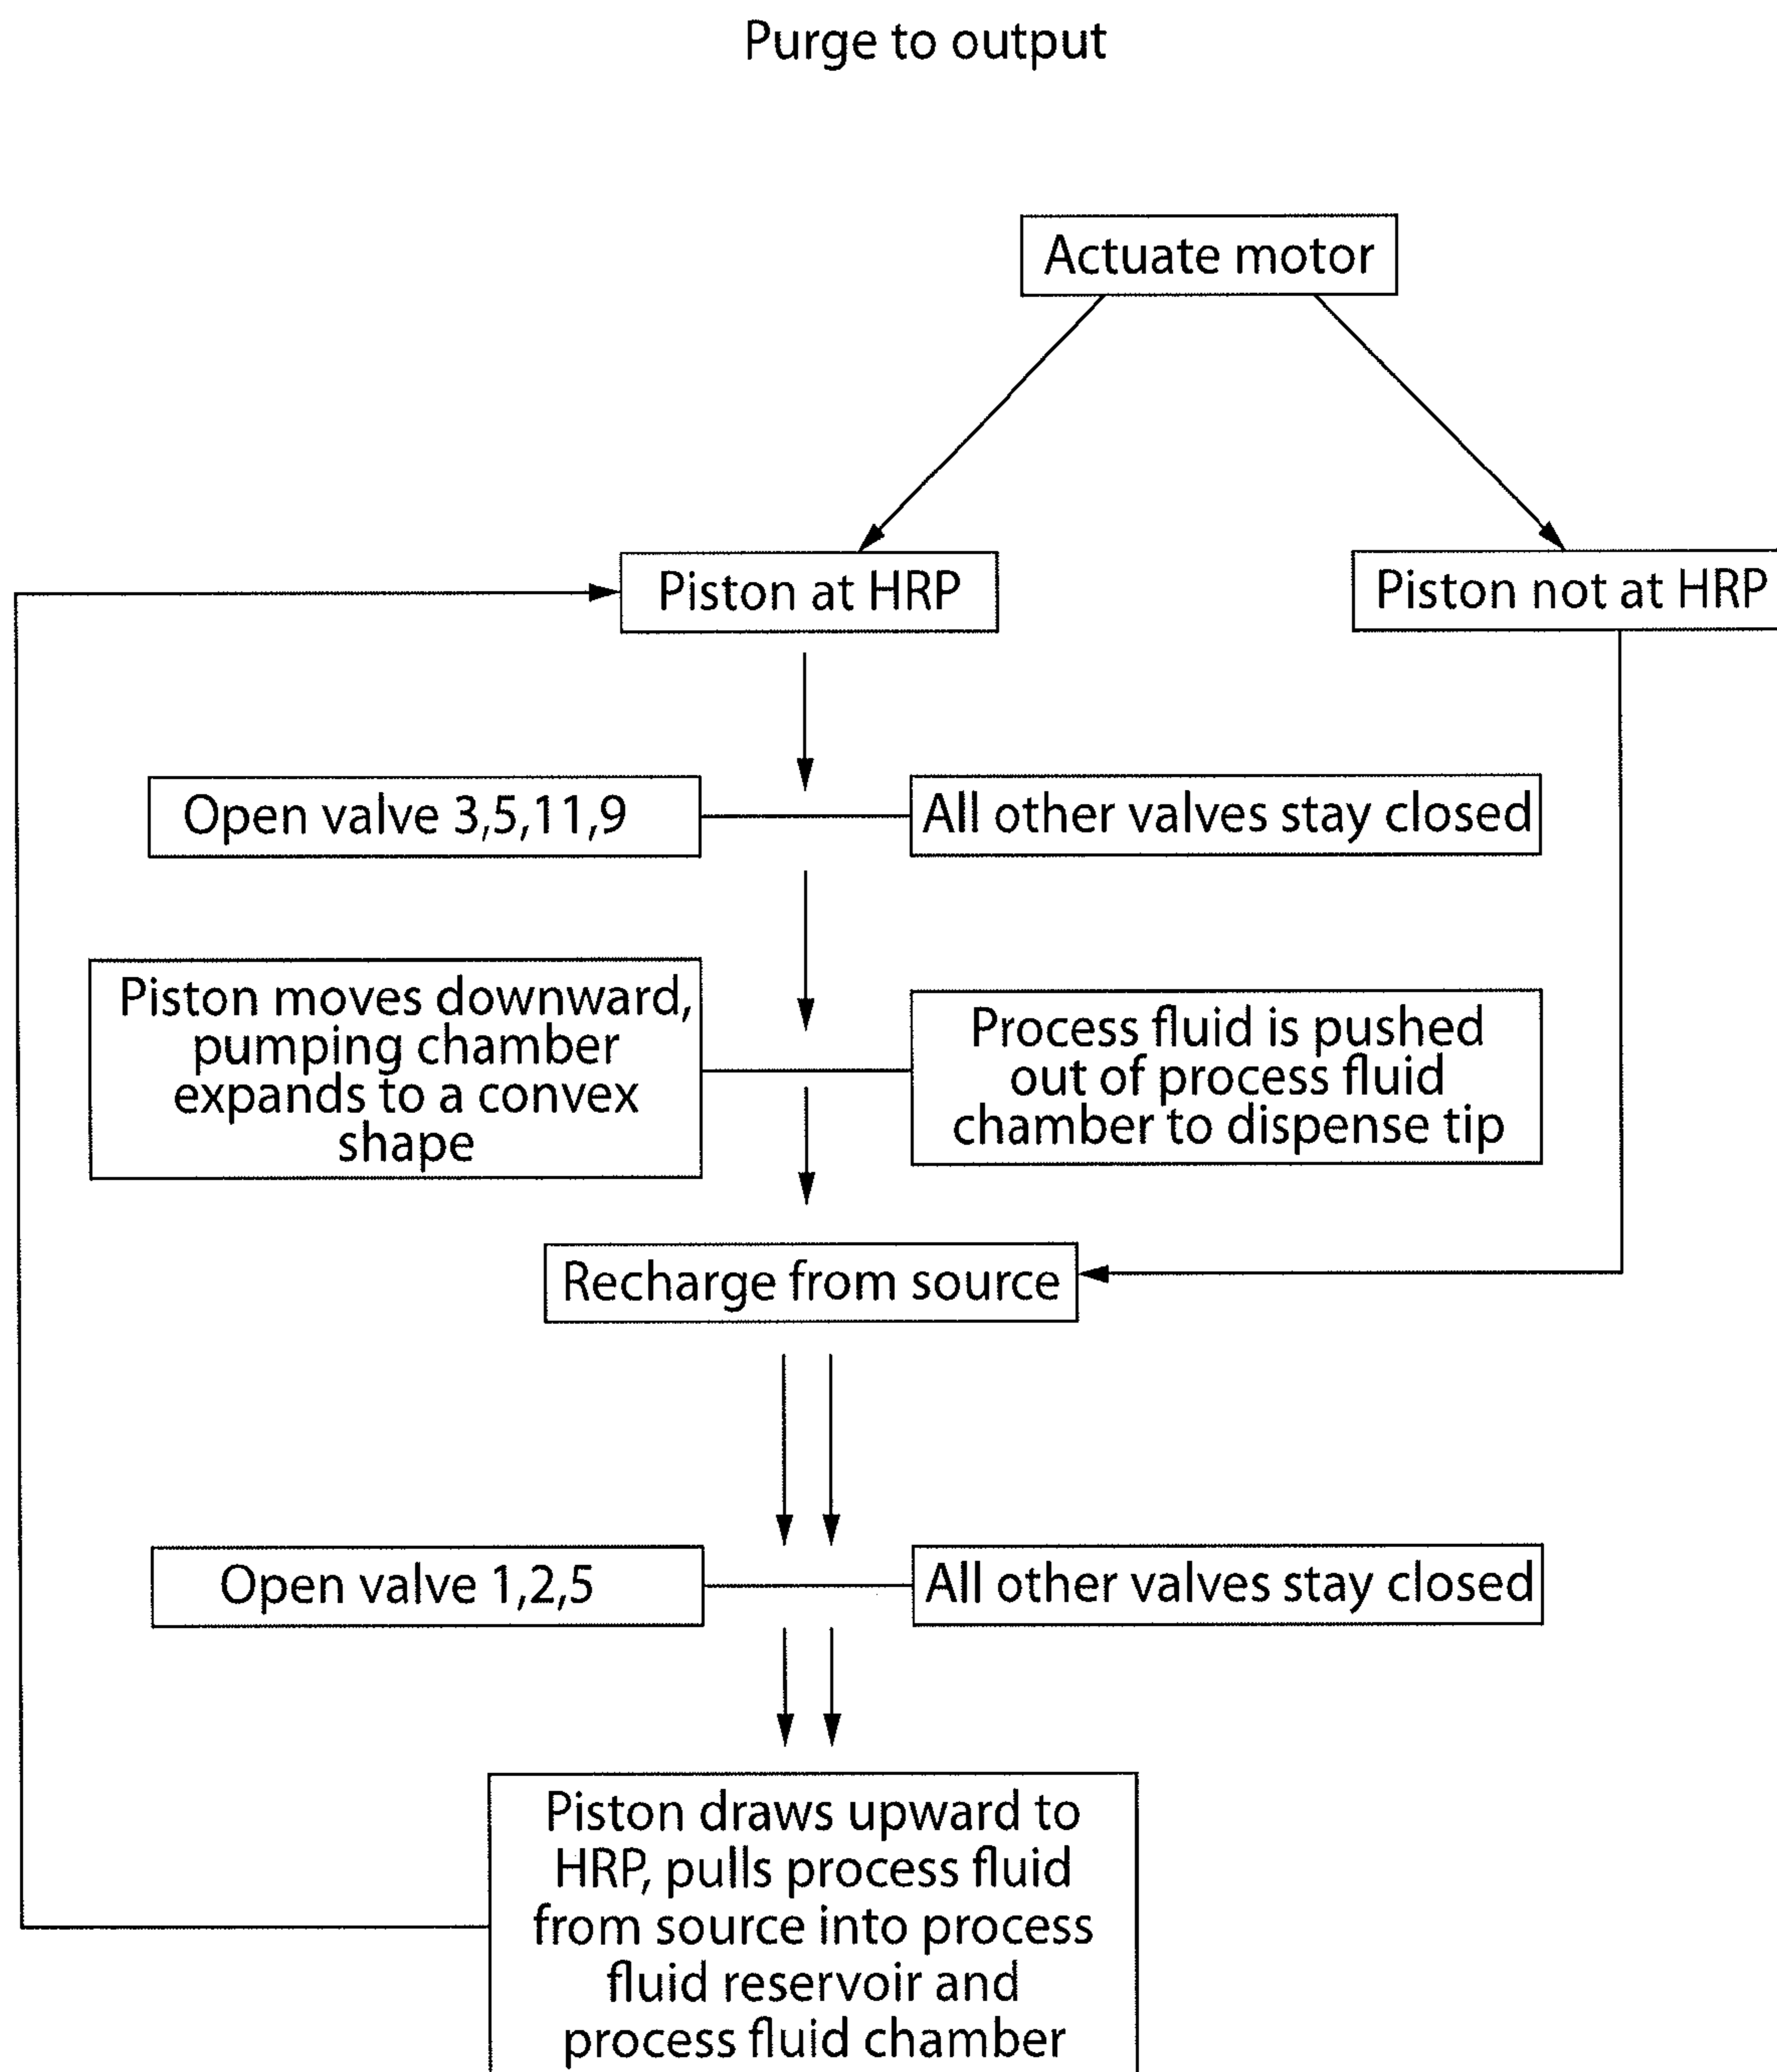 Purge to output
Actuate motor
Piston at HRP
Piston not at HRP
Open valve 3,5,11,9
All other valves stay closed
Piston moves downward,
pumping chamber
expands to a convex
shape
Process fluid is pushed
out of process fluid
chamber to dispense tip
Recharge from source
Open valve 1,2,5
All other valves stay closed
Piston draws upward to
HRP, pulls process fluid
from source into process
fluid reservoir and
process fluid chamber